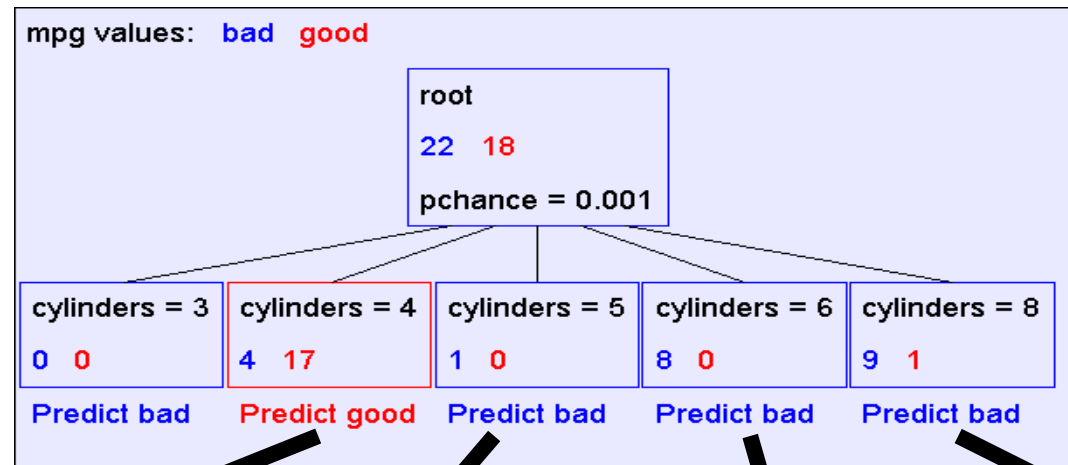 mpg values: bad good
root
22 18
pchance = 0.001
cylinders = 3
0 0
Predict bad
cylinders = 4
4 17
Predict good
cylinders = 5
1 0
Predict bad
cylinders = 6
8 0
Predict bad
cylinders = 8
9 1
Predict bad